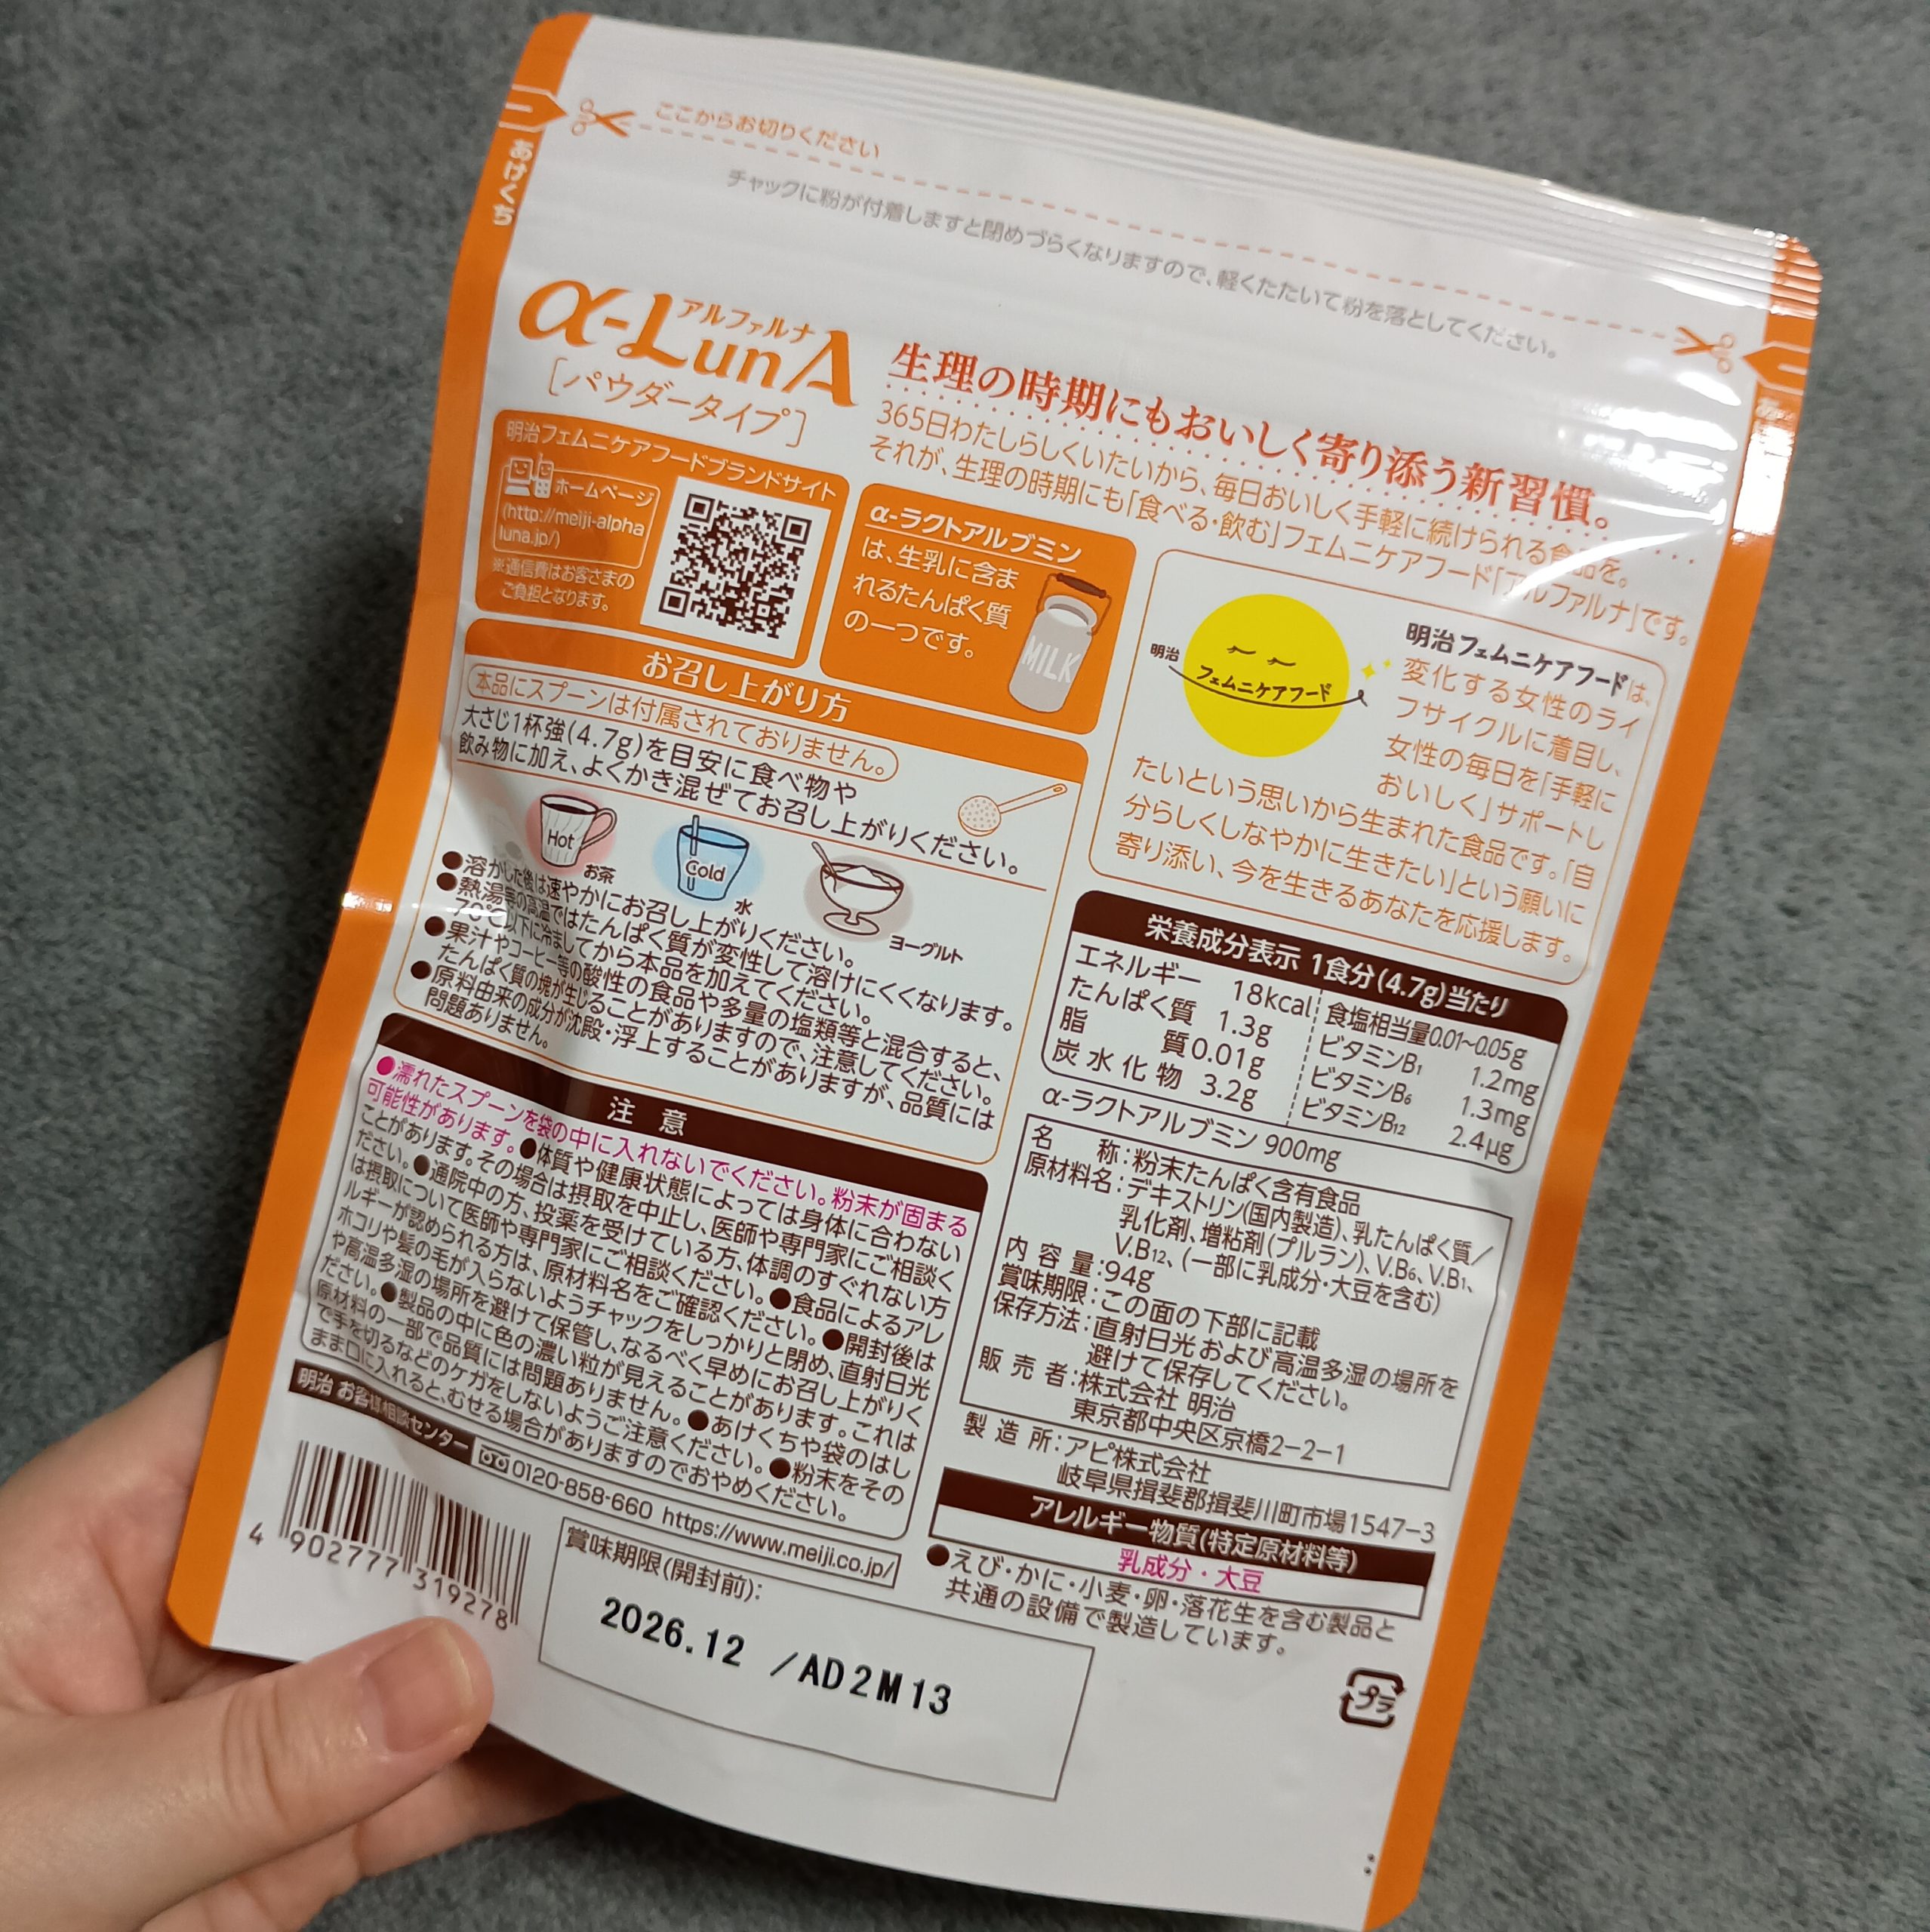 あけくち
ここからお切りください
チャックに粉が付着しますと閉めづらくなりますので、軽くたたいて粉を落としてください。
アルファルナ
α-LunA
[パウダータイプ]
生理の時期にもおいしく寄り添う新習慣。
365日わたしらしくいたいから、毎日おいしく手軽に続けられる食品を。
それが、生理の時期にも「食べる・飲む」フェムニケアフード「アルファルナ」です。
明治フェムニケアフードブランドサイト
ホームページ
(http://meiji-alpha
luna.jp/)
※通信費はお客さまの
ご負担となります。
α-ラクトアルブミン
は、生乳に含ま
れるたんぱく質
の一つです。
MILK
明治
フェムニケアフード
明治フェムニケアフードは、
変化する女性のライ
フサイクルに着目し、
女性の毎日を「手軽に
おいしく」サポートし
たいという思いから生まれた食品です。「自
分らしくしなやかに生きたい」という願いに
寄り添い、今を生きるあなたを応援します。
お召し上がり方
本品にスプーンは付属されておりません。
大さじ1杯強(4.7g)を目安に食べ物や
飲み物に加え、よくかき混ぜてお召し上がりください。
Hot
お茶
Cold
水
ヨーグルト
●溶かした後は速やかにお召し上がりください。
●熱湯等の高温ではたんぱく質が変性して溶けにくくなります。
70℃以下に冷ましてから本品を加えてください。
●果汁やコーヒー等の酸性の食品や多量の塩類等と混合すると、
たんぱく質の塊が生じることがありますので、注意してください。
●原料由来の成分が沈殿・浮上することがありますが、品質には
問題ありません。
注 意
●濡れたスプーンを袋の中に入れないでください。粉末が固まる
可能性があります。●体質や健康状態によっては身体に合わない
ことがあります。その場合は摂取を中止し、医師や専門家にご相談く
ださい。●通院中の方、投薬を受けている方、体調のすぐれない方
は摂取について医師や専門家にご相談ください。●食品によるアレ
ルギーが認められる方は、原材料名をご確認ください。●開封後は
ホコリや髪の毛が入らないようチャックをしっかりと閉め、直射日光
や高温多湿の場所を避けて保管し、なるべく早めにお召し上がりく
ださい。●製品の中に色の濃い粒が見えることがあります。これは
原材料の一部で品質には問題ありません。●あけくちや袋のはし
で手を切るなどのケガをしないようご注意ください。●粉末をその
まま口に入れると、むせる場合がありますのでおやめください。
明治 お客様相談センター
0120-858-660 https://www.meiji.co.jp/
栄養成分表示 1食分(4.7g)当たり
エネルギー 18kcal
たんぱく質 1.3g
脂質 0.01g
炭水化物 3.2g
食塩相当量0.01~0.05g
ビタミンB₁ 1.2mg
ビタミンB₆ 1.3mg
ビタミンB₁₂ 2.4μg
α-ラクトアルブミン 900mg
名称:粉末たんぱく含有食品
原材料名:デキストリン(国内製造)、乳たんぱく質/
乳化剤、増粘剤(プルラン)、V.B₆、V.B₁、
V.B₁₂、(一部に乳成分・大豆を含む)
内容量:94g
賞味期限:この面の下部に記載
保存方法:直射日光および高温多湿の場所を
避けて保存してください。
販売者:株式会社 明治
東京都中央区京橋2-2-1
製造所:アピ株式会社
岐阜県揖斐郡揖斐川町市場1547-3
アレルギー物質(特定原材料等)
乳成分・大豆
●えび・かに・小麦・卵・落花生を含む製品と
共通の設備で製造しています。
4 902777 319278
賞味期限(開封前):
2026.12 /AD2M13
プラ